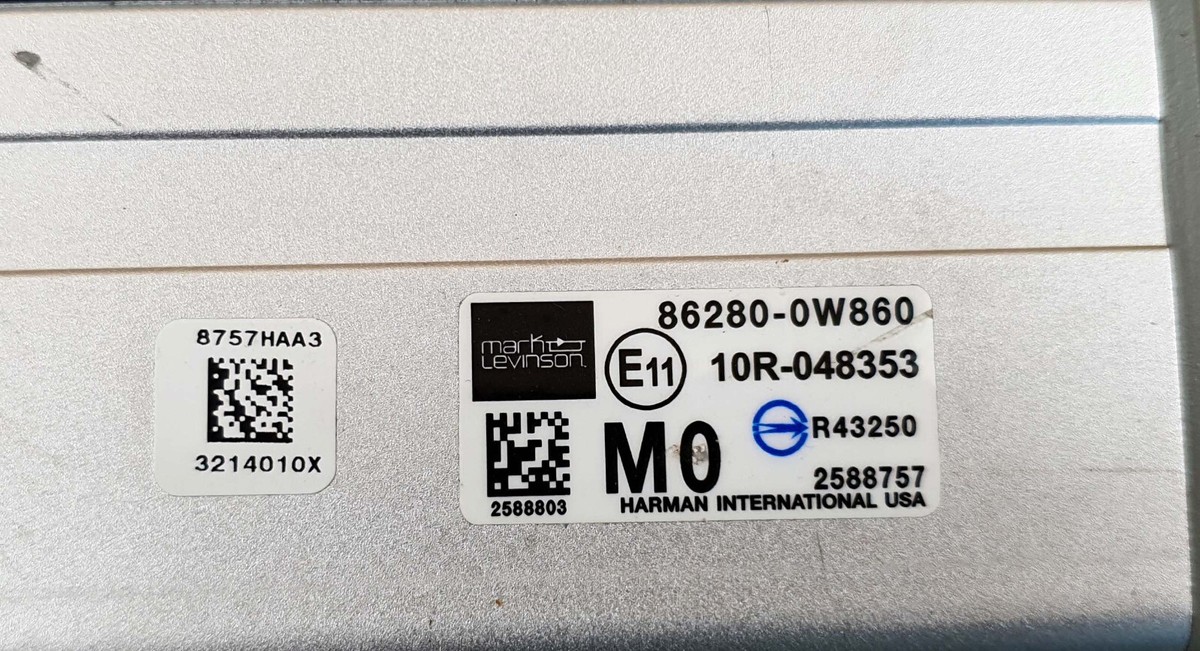 8757HAA3
3214010X
mark
Levinson
86280-0W860
E11
10R-048353
M0
R43250
2588757
2588803
HARMAN INTERNATIONAL USA